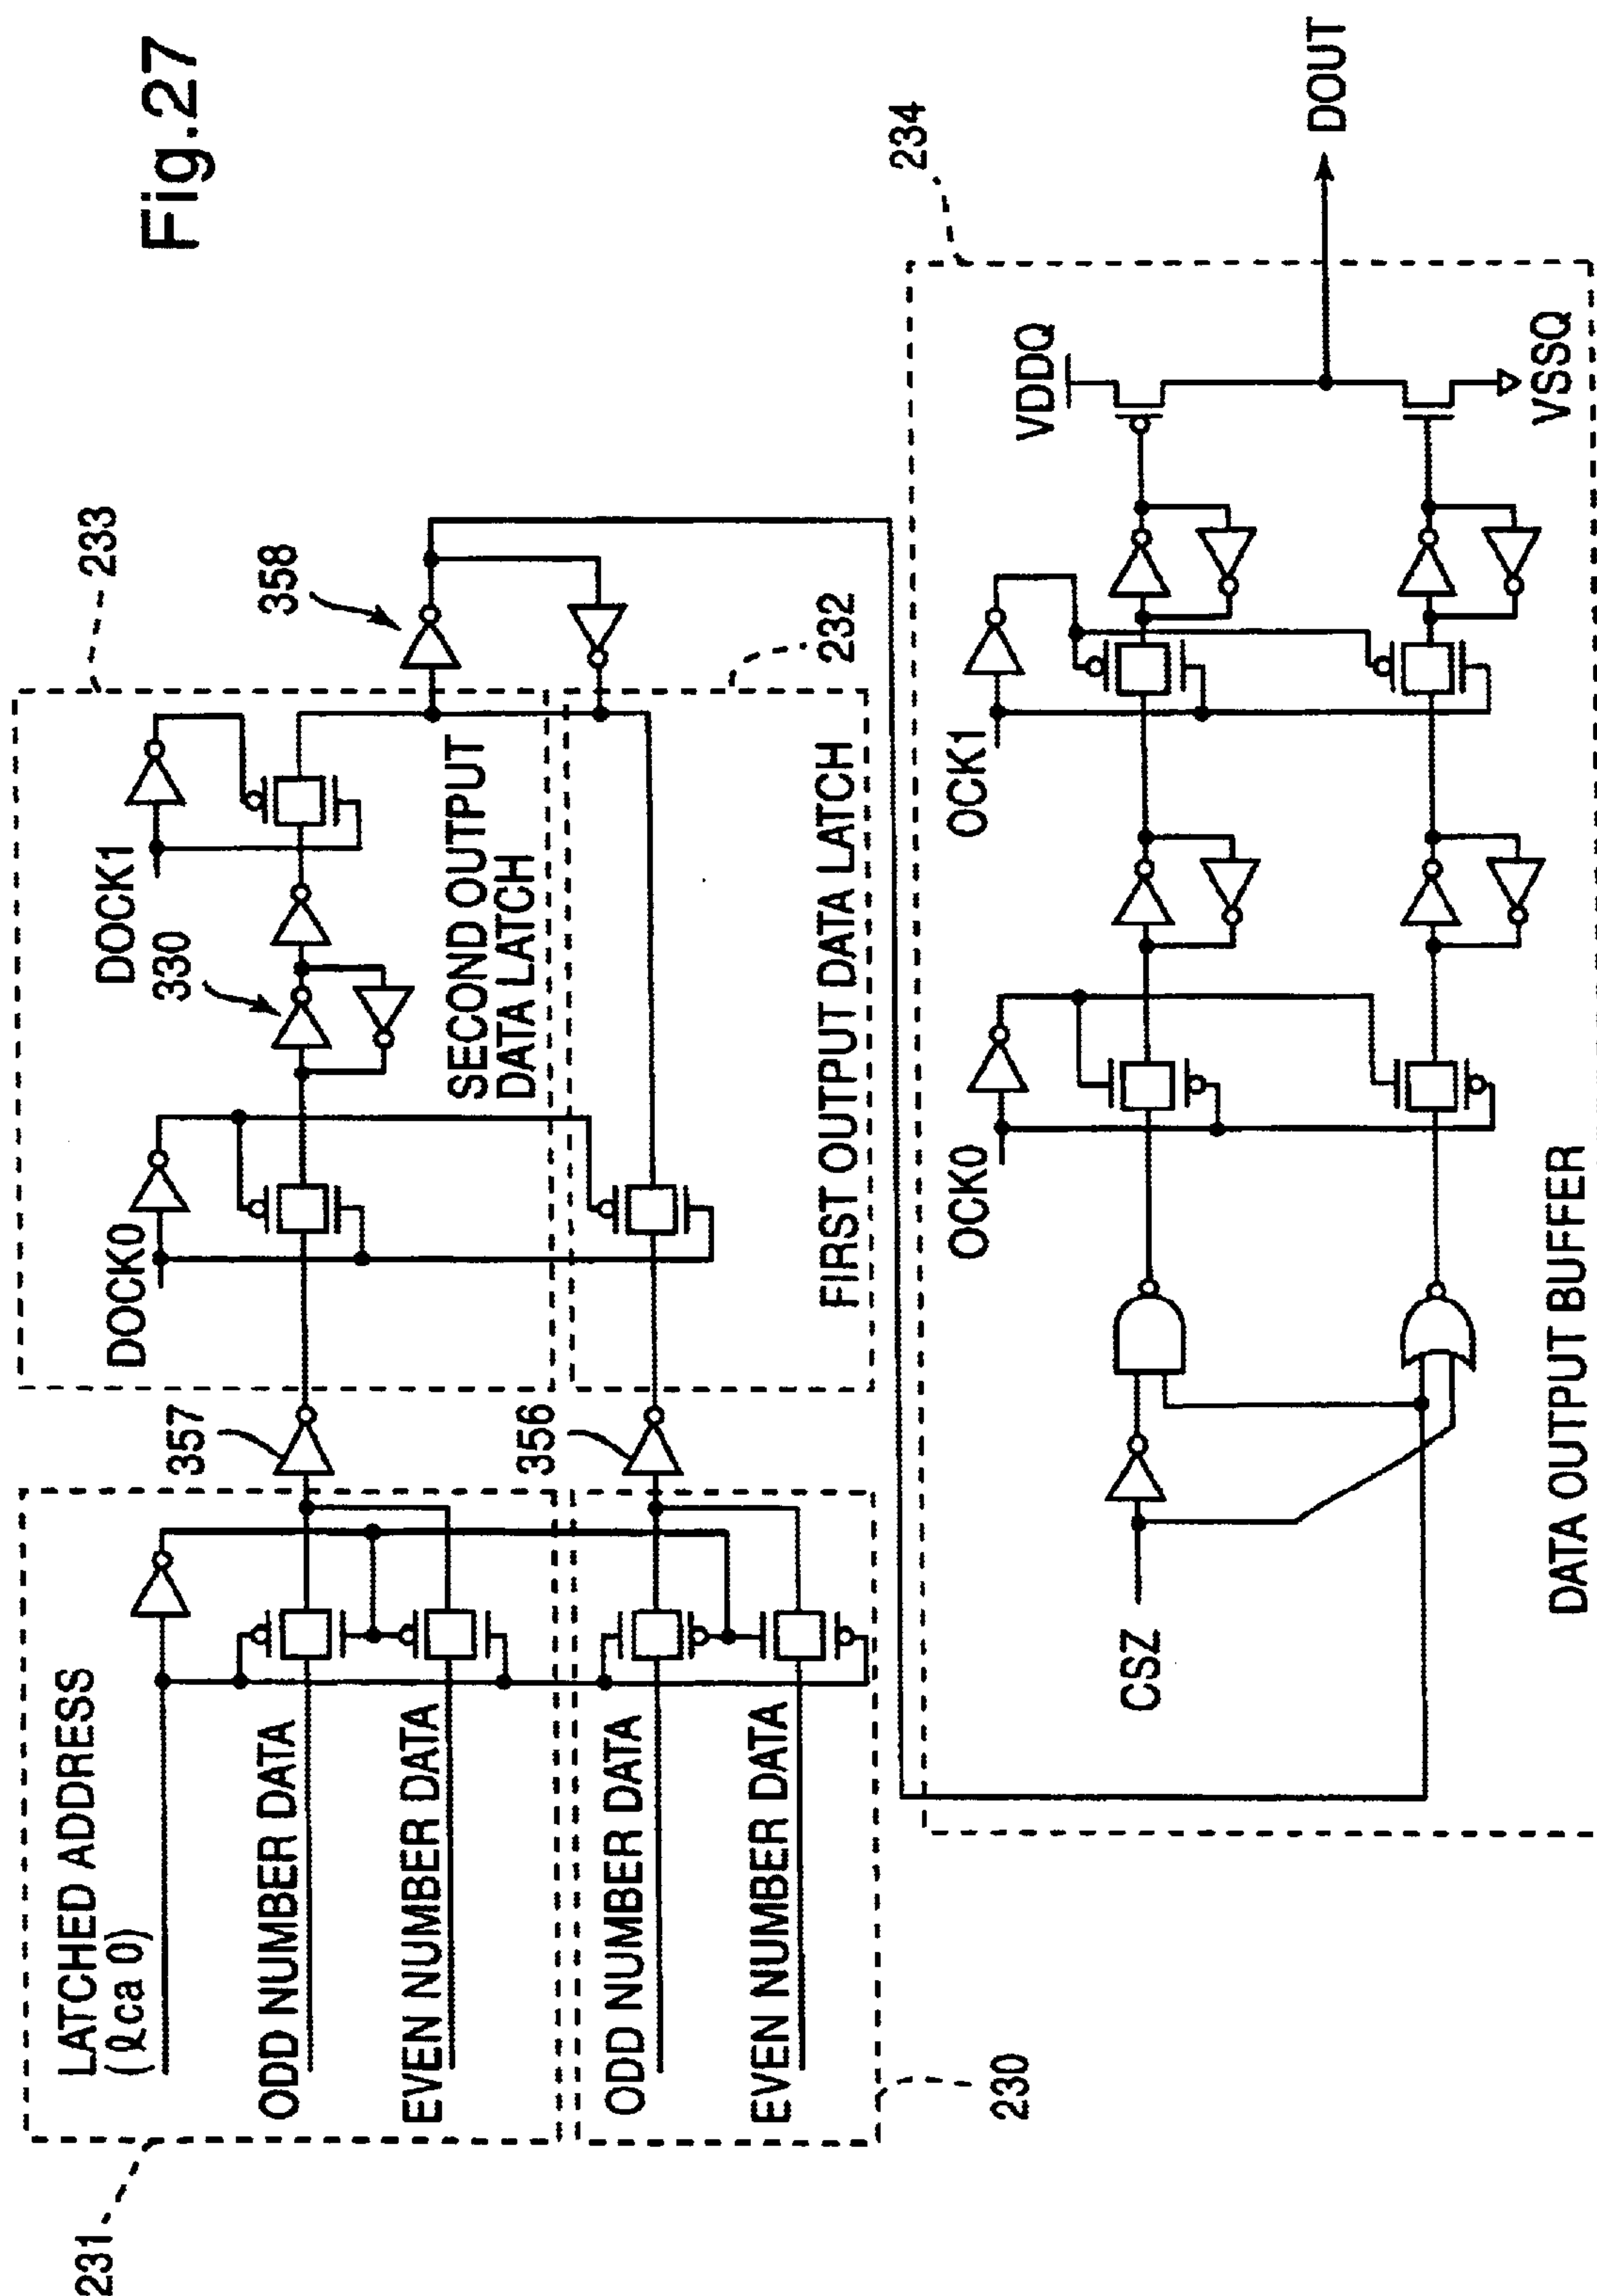 Fig.27
231
LATCHED ADDRESS
(ℓca 0)
ODD NUMBER DATA
EVEN NUMBER DATA
ODD NUMBER DATA
EVEN NUMBER DATA
230
357
356
DOCK0
330
DOCK1
SECOND OUTPUT
DATA LATCH
FIRST OUTPUT DATA LATCH
233
358
232
234
CSZ
OCK0
OCK1
VDDQ
VSSQ
DOUT
DATA OUTPUT BUFFER